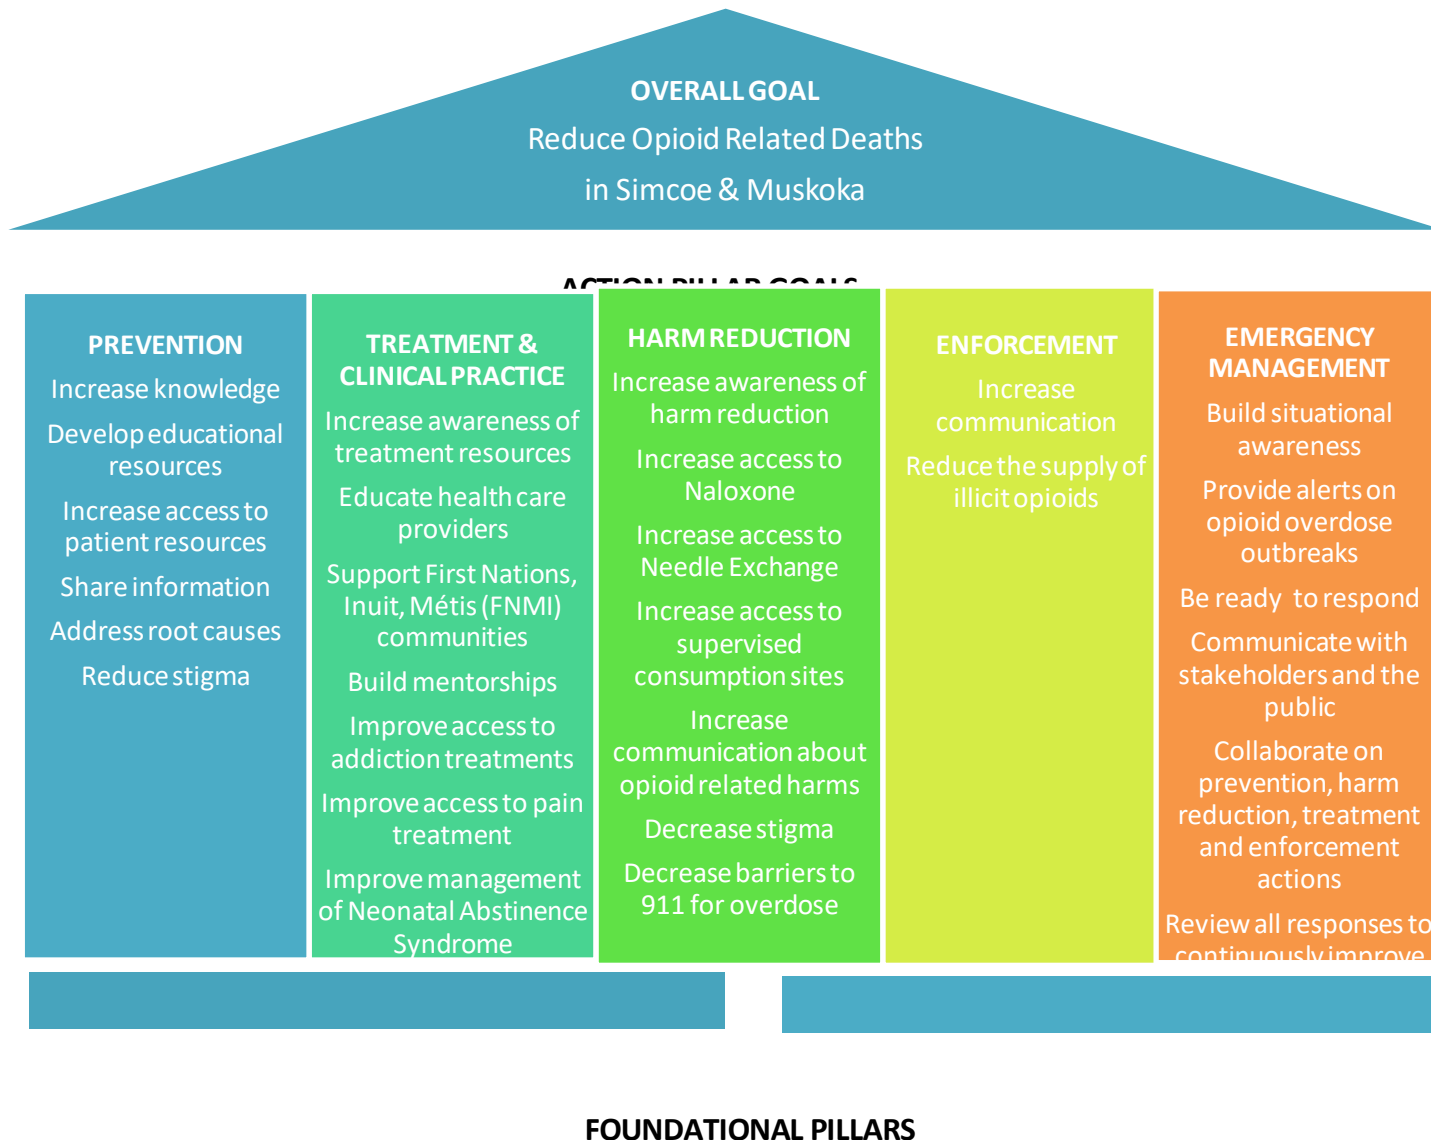 OVERALL GOAL
Reduce Opioid Related Deaths
in Simcoe & Muskoka
ACTION PILLAR GOALS
PREVENTION
Increase knowledge
Develop educational
resources
Increase access to
patient resources
Share information
Address root causes
Reduce stigma
TREATMENT &
CLINICAL PRACTICE
Increase awareness of
treatment resources
Educate health care
providers
Support First Nations,
Inuit, Métis (FNMI)
communities
Build mentorships
Improve access to
addiction treatments
Improve access to pain
treatment
Improve management
of Neonatal Abstinence
Syndrome
HARM REDUCTION
Increase awareness of
harm reduction
Increase access to
Naloxone
Increase access to
Needle Exchange
Increase access to
supervised
consumption sites
Increase
communication about
opioid related harms
Decrease stigma
Decrease barriers to
911 for overdose
ENFORCEMENT
Increase
communication
Reduce the supply of
illicit opioids
EMERGENCY
MANAGEMENT
Build situational
awareness
Provide alerts on
opioid overdose
outbreaks
Be ready to respond
Communicate with
stakeholders and the
public
Collaborate on
prevention, harm
reduction, treatment
and enforcement
actions
Review all responses to
continuously improve
FOUNDATIONAL PILLARS